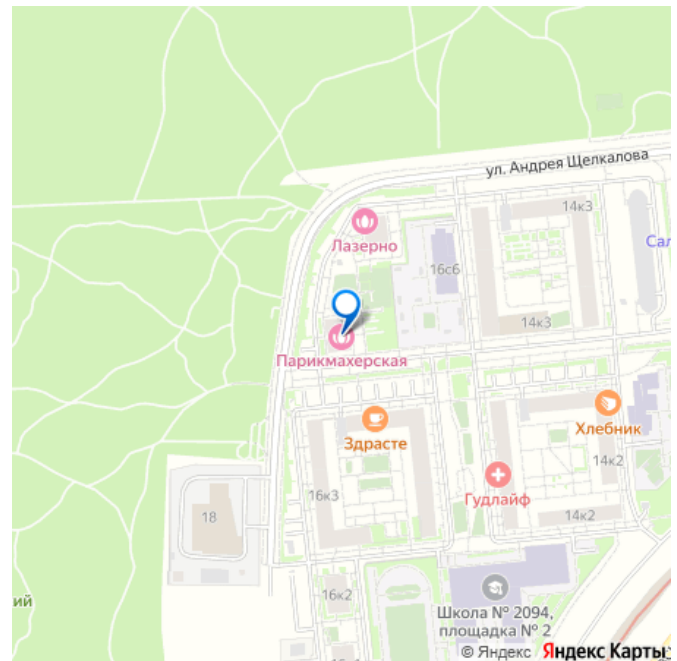 ул. Андрея Щелкалова
14к3
Лазерно
Сал
16с6
14к3
Парикмахерская
Хлебник
Здрасте
14к2
Гудлайф
16к3
14к2
18
ий
16к2
Школа № 2094,
площадка № 2
© Яндекс Яндекс Карты